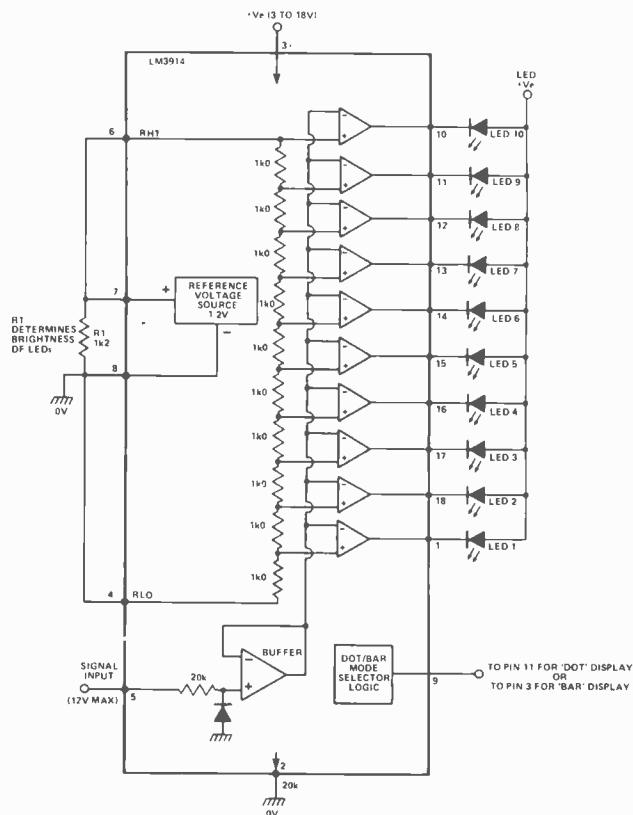 +Ve (3 TO 18V)
3
LM3914
LED
+Ve
6
RHT
10
LED 10
1k0
11
LED 9
1k0
12
LED 8
1k0
13
LED 7
7
+
REFERENCE
VOLTAGE
SOURCE
1 2V
1k0
14
LED 6
R1
DETERMINES
BRIGHTNESS
OF LEDs
R1
1k2
-
-
1k0
15
LED 5
8
0V
1k0
16
LED 4
1k0
17
LED 3
1k0
18
LED 2
1k0
1
LED 1
1k0
4
RLO
BUFFER
SIGNAL
INPUT
(12V MAX)
5
20k
-
+
DOT/BAR
MODE
SELECTOR
LOGIC
9
TO PIN 11 FOR 'DOT' DISPLAY
OR
TO PIN 3 FOR 'BAR' DISPLAY
2
20k
0V